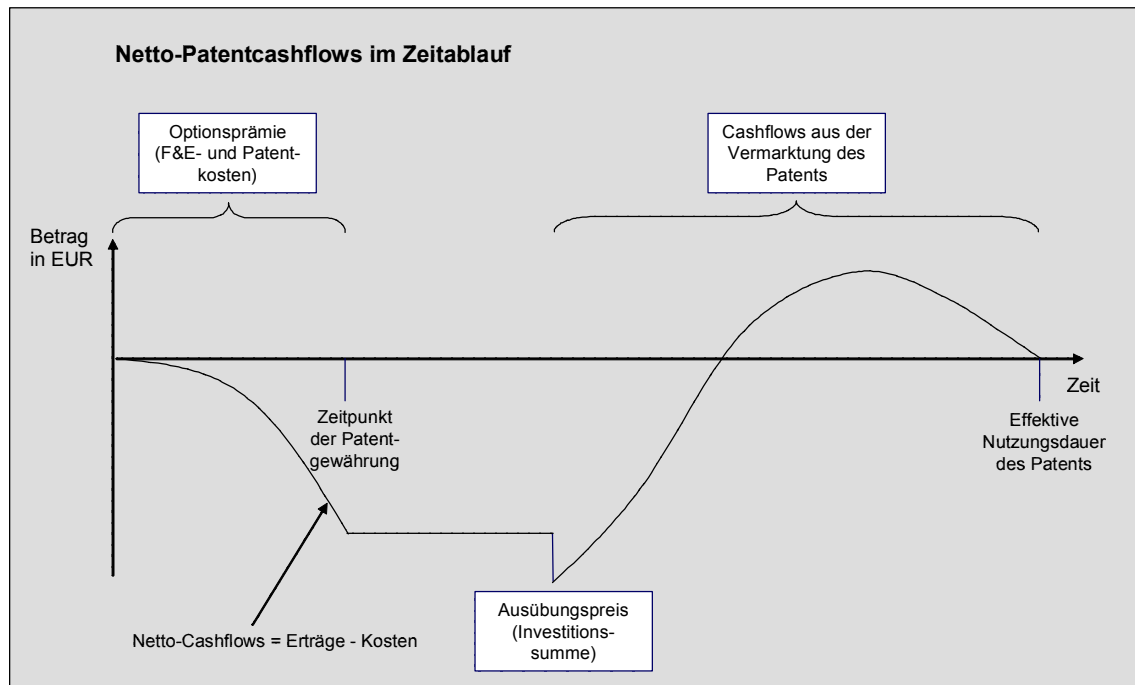 Netto-Patentcashflows im Zeitablauf
Optionsprämie
(F&E- und Patent-
kosten)
Cashflows aus der
Vermarktung des
Patents
Betrag
in EUR
Zeit
Zeitpunkt
der Patent-
gewährung
Effektive
Nutzungsdauer
des Patents
Ausübungspreis
(Investitions-
summe)
Netto-Cashflows = Erträge - Kosten